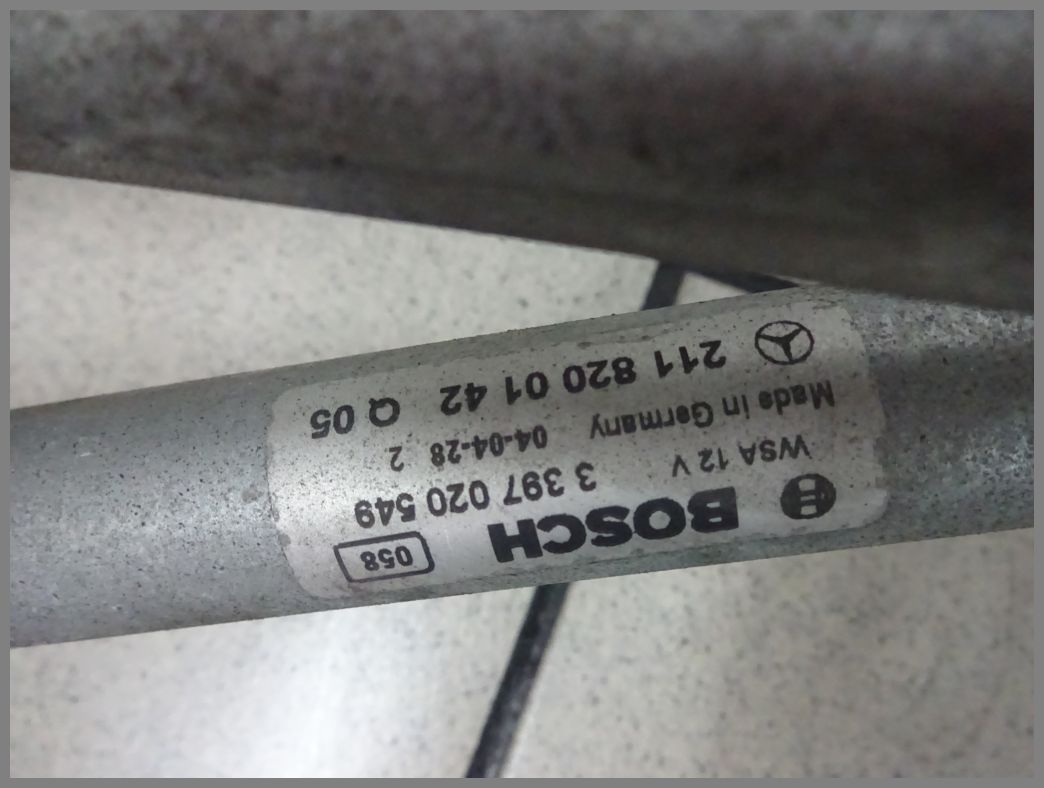 BOSCH 058
WSA 12 V 3 397 020 549
Made in Germany 04-04-28 2
211 820 01 42 Q 05